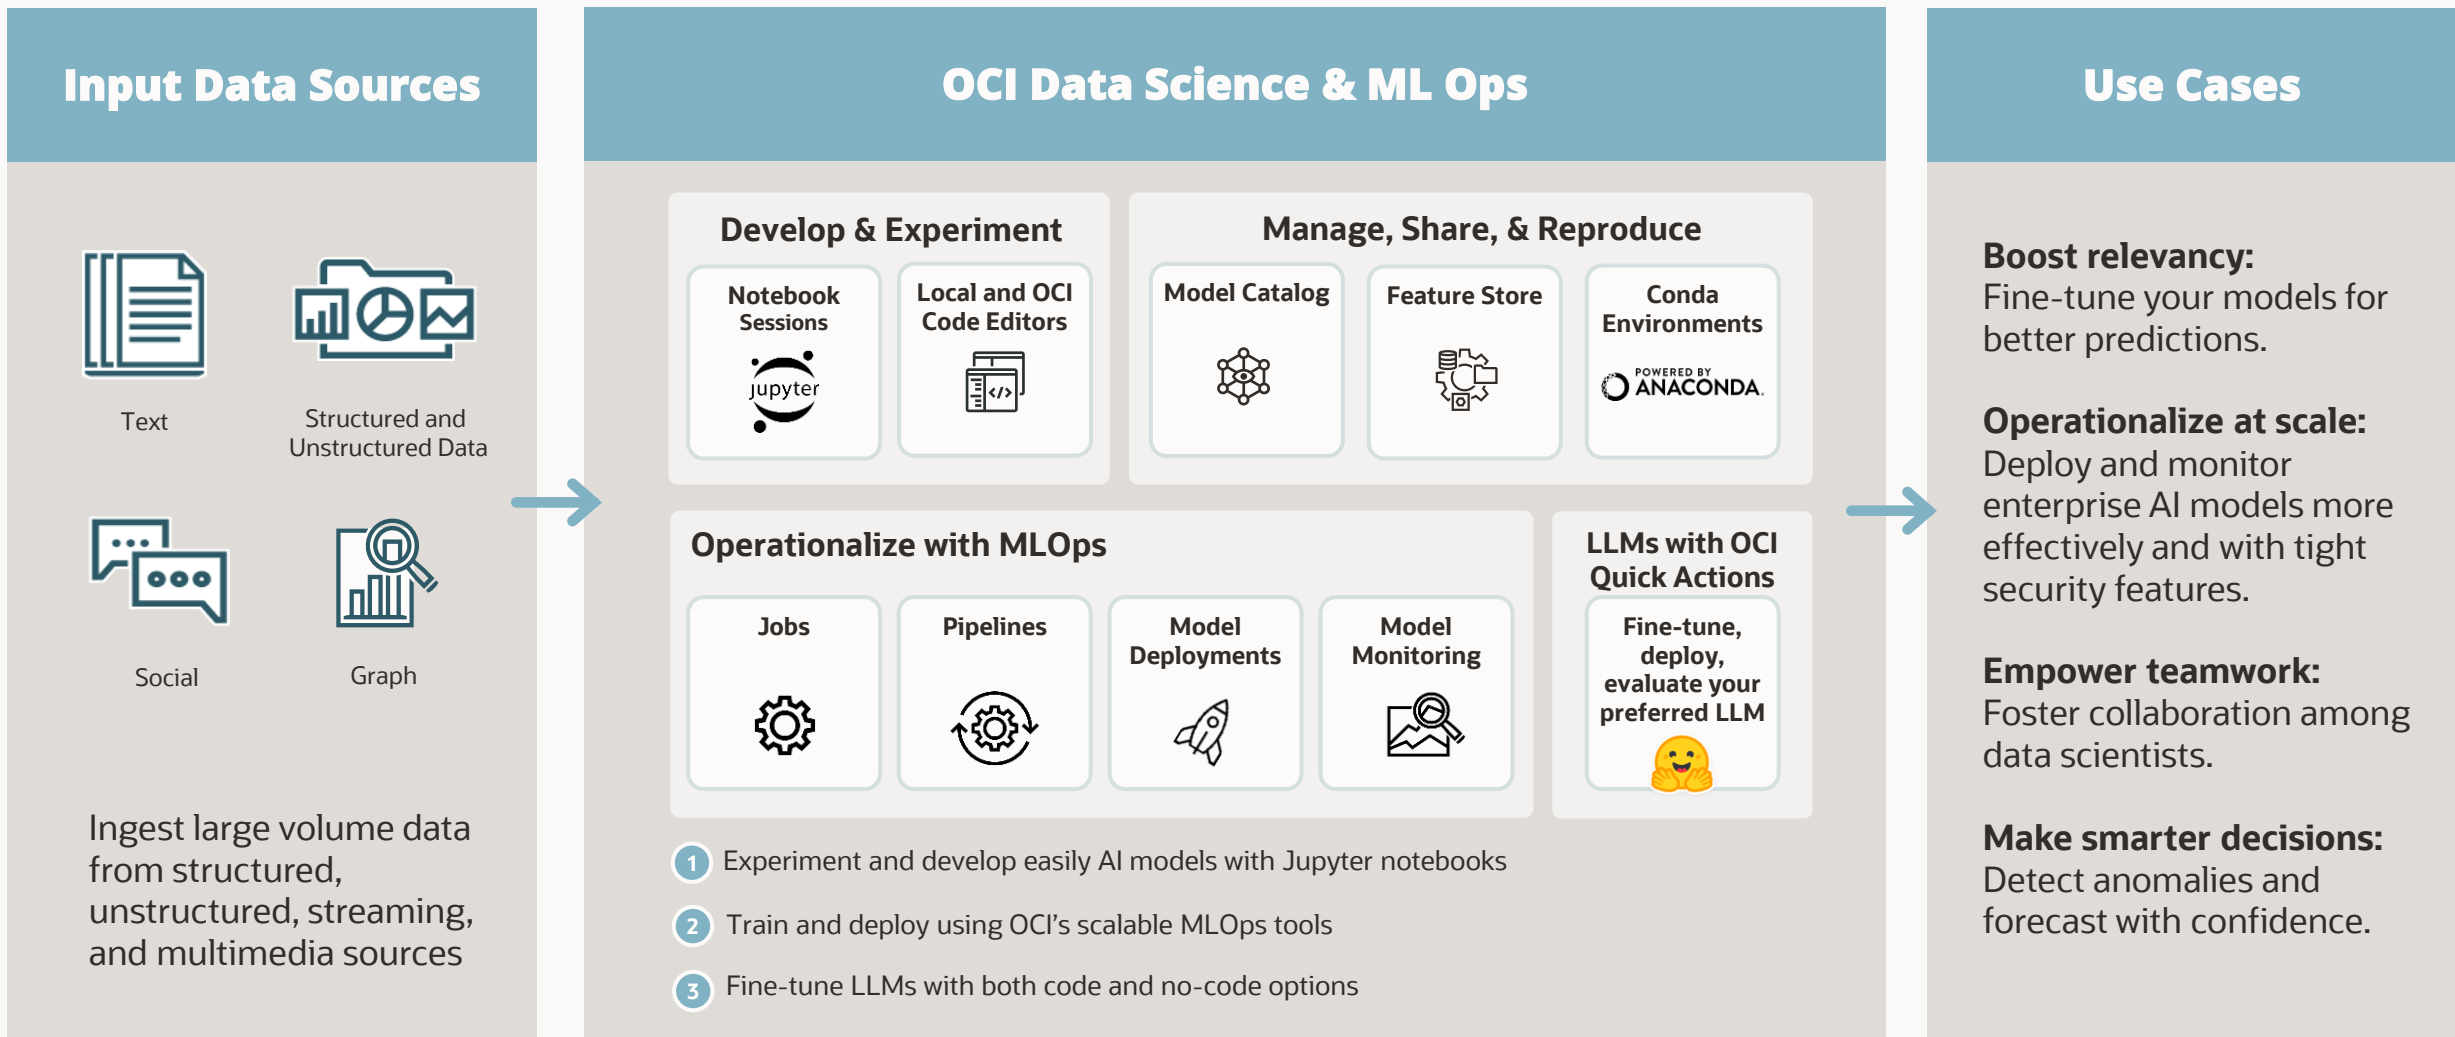 Input Data Sources
Text
Structured and
Unstructured Data
Social
Graph
Ingest large volume data
from structured,
unstructured, streaming,
and multimedia sources
OCI Data Science & ML Ops
Develop & Experiment
Notebook
Sessions
jupyter
Local and OCI
Code Editors
</>
Manage, Share, & Reproduce
Model Catalog
Feature Store
Conda
Environments
POWERED BY
ANACONDA.
Operationalize with MLOps
Jobs
Pipelines
Model
Deployments
Model
Monitoring
LLMs with OCI
Quick Actions
Fine-tune,
deploy,
evaluate your
preferred LLM
1 Experiment and develop easily AI models with Jupyter notebooks
2 Train and deploy using OCI’s scalable MLOps tools
3 Fine-tune LLMs with both code and no-code options
Use Cases
Boost relevancy:
Fine-tune your models for
better predictions.
Operationalize at scale:
Deploy and monitor
enterprise AI models more
effectively and with tight
security features.
Empower teamwork:
Foster collaboration among
data scientists.
Make smarter decisions:
Detect anomalies and
forecast with confidence.